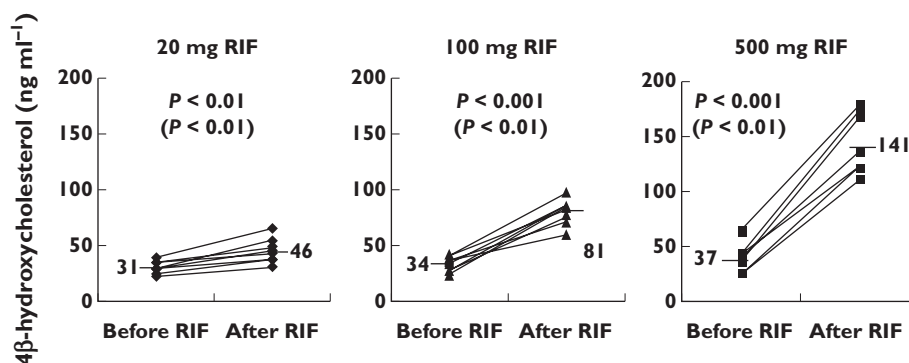 4β-hydroxycholesterol (ng ml⁻¹)
20 mg RIF
200
150
100
50
0
P < 0.01
(P < 0.01)
31
46
Before RIF After RIF
100 mg RIF
200
150
100
50
0
P < 0.001
(P < 0.01)
34
81
Before RIF After RIF
500 mg RIF
200
150
100
50
0
P < 0.001
(P < 0.01)
37
141
Before RIF After RIF